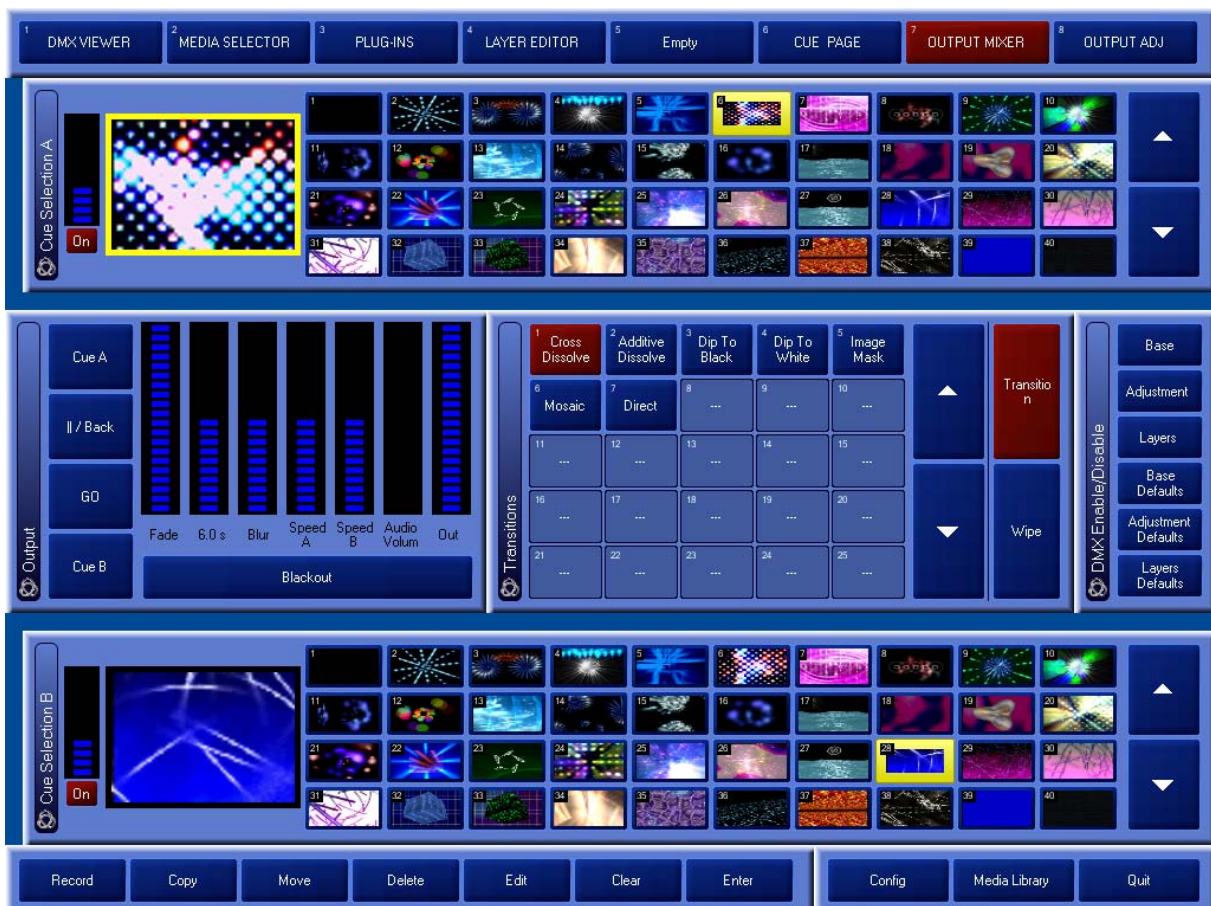 1 DMX VIEWER
2 MEDIA SELECTOR
3 PLUG-INS
4 LAYER EDITOR
5 Empty
6 CUE PAGE
7 OUTPUT MIXER
8 OUTPUT ADJ
Cue Selection A
On
1 2 3 4 5 6 7 8 9 10
11 12 13 14 15 16 17 18 19 20
21 22 23 24 25 26 27 28 29 30
31 32 33 34 35 36 37 38 39 40
Output
Cue A
|| / Back
GO
Cue B
Fade
6.0 s
Blur
Speed
A
Speed
B
Audio
Volum
Out
Blackout
Transitions
1 Cross
Dissolve
2 Additive
Dissolve
3 Dip To
Black
4 Dip To
White
5 Image
Mask
6 Mosaic
7 Direct
8 ---
9 ---
10 ---
11 ---
12 ---
13 ---
14 ---
15 ---
16 ---
17 ---
18 ---
19 ---
20 ---
21 ---
22 ---
23 ---
24 ---
25 ---
Transitio
n
Wipe
DMX Enable/Disable
Base
Adjustment
Layers
Base
Defaults
Adjustment
Defaults
Layers
Defaults
Cue Selection B
On
1 2 3 4 5 6 7 8 9 10
11 12 13 14 15 16 17 18 19 20
21 22 23 24 25 26 27 28 29 30
31 32 33 34 35 36 37 38 39 40
Record
Copy
Move
Delete
Edit
Clear
Enter
Config
Media Library
Quit